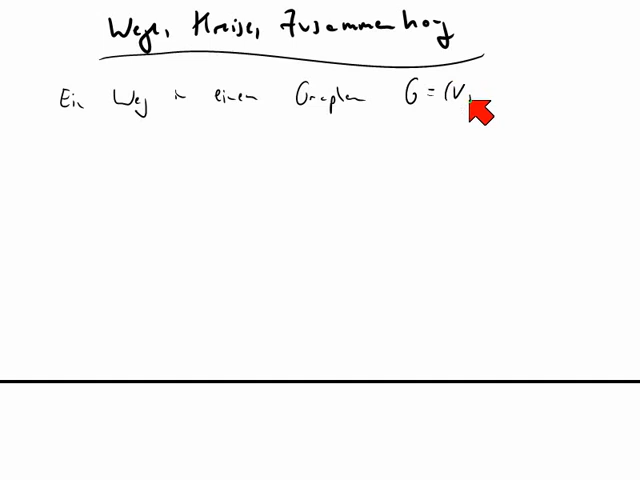 Wege, Kreise, Zusammenhang
Ein Weg in einem Graphen G = (V,